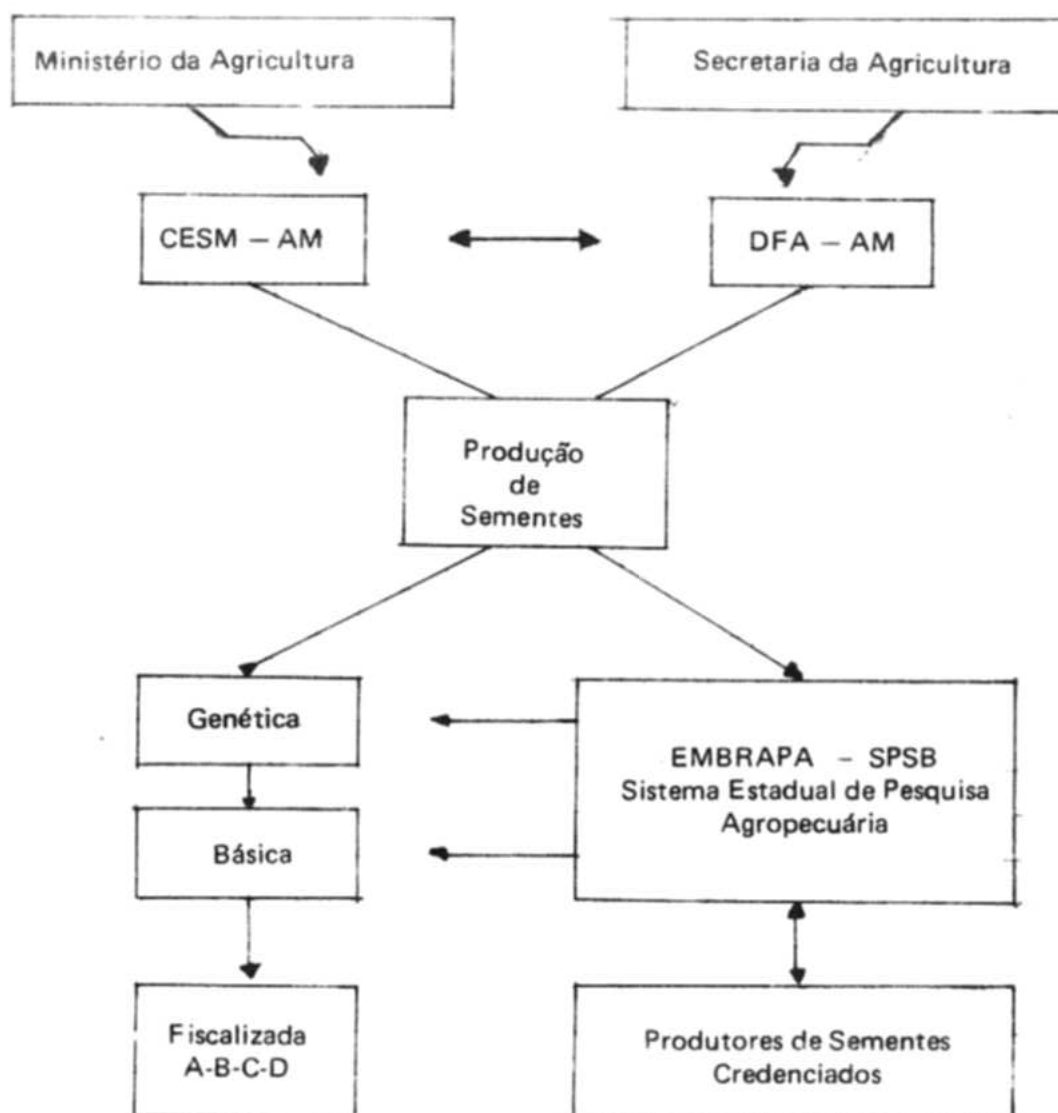 Ministério da Agricultura
Secretaria da Agricultura
CESM – AM
DFA – AM
Produção
de
Sementes
Genética
EMBRAPA – SPSB
Sistema Estadual de Pesquisa
Agropecuária
Básica
Fiscalizada
A-B-C-D
Produtores de Sementes
Credenciados